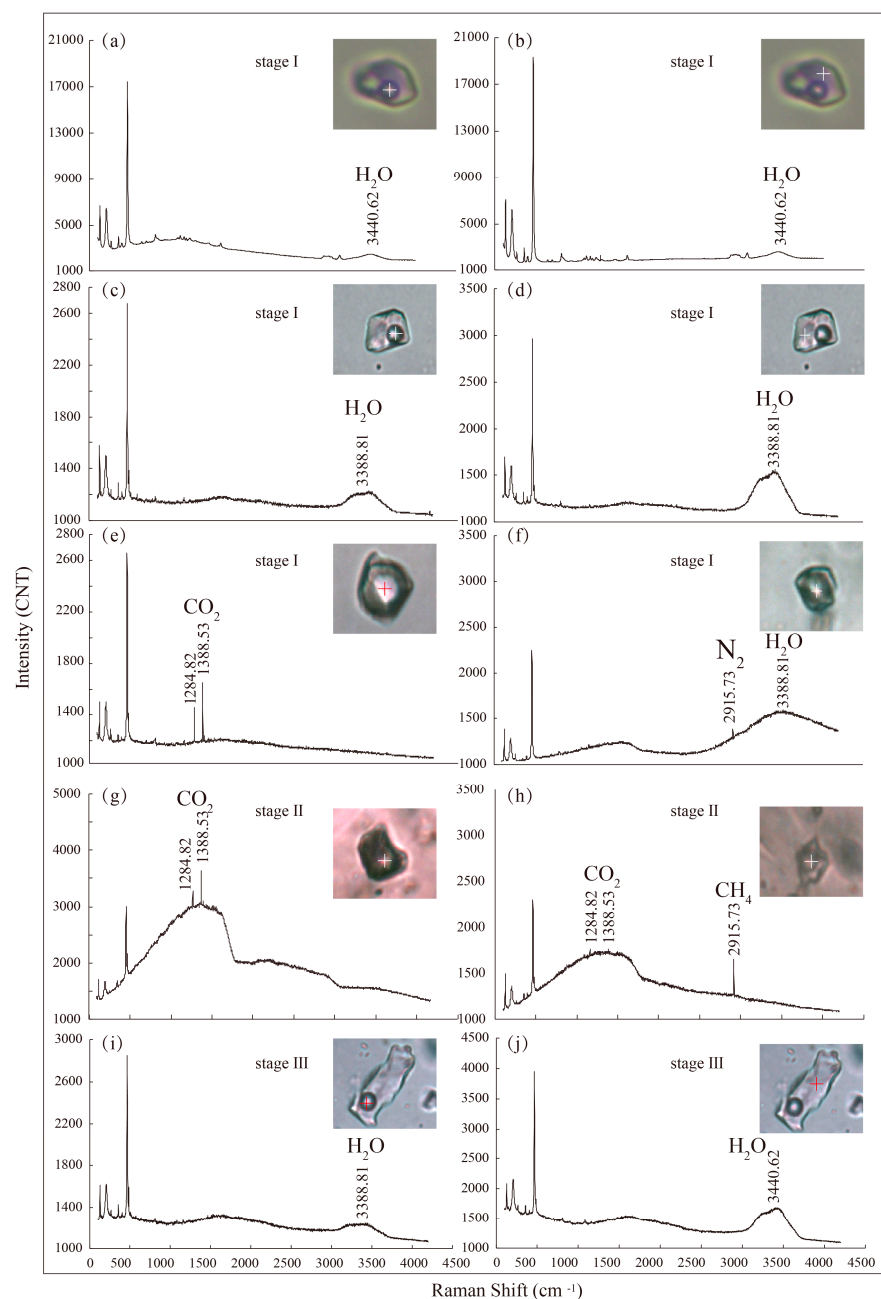 (a)
stage I
21000
17000
13000
9000
5000
1000
H₂O
3440.62
(b)
stage I
21000
17000
13000
9000
5000
1000
H₂O
3440.62
(c)
stage I
2800
2600
2200
1800
1400
1000
H₂O
3388.81
(d)
stage I
3500
3000
2500
2000
1500
1000
H₂O
3388.81
(e)
stage I
2800
2600
2200
1800
1400
1000
CO₂
1284.82
1388.53
(f)
stage I
3500
3000
2500
2000
1500
1000
N₂
2915.73
H₂O
3388.81
(g)
stage II
5000
4000
3000
2000
1000
CO₂
1284.82
1388.53
(h)
stage II
3500
3000
2500
2000
1500
1000
CO₂
1284.82
1388.53
CH₄
2915.73
(i)
stage III
3000
2600
2200
1800
1400
1000
H₂O
3388.81
(j)
stage III
4500
4000
3500
3000
2500
2000
1500
1000
H₂O
3440.62
0 500 1500 2000 2500 3000 3500 4000 4500
0 500 1500 2000 2500 3000 3500 4000 4500
Intensity (CNT)
Raman Shift (cm ⁻¹)